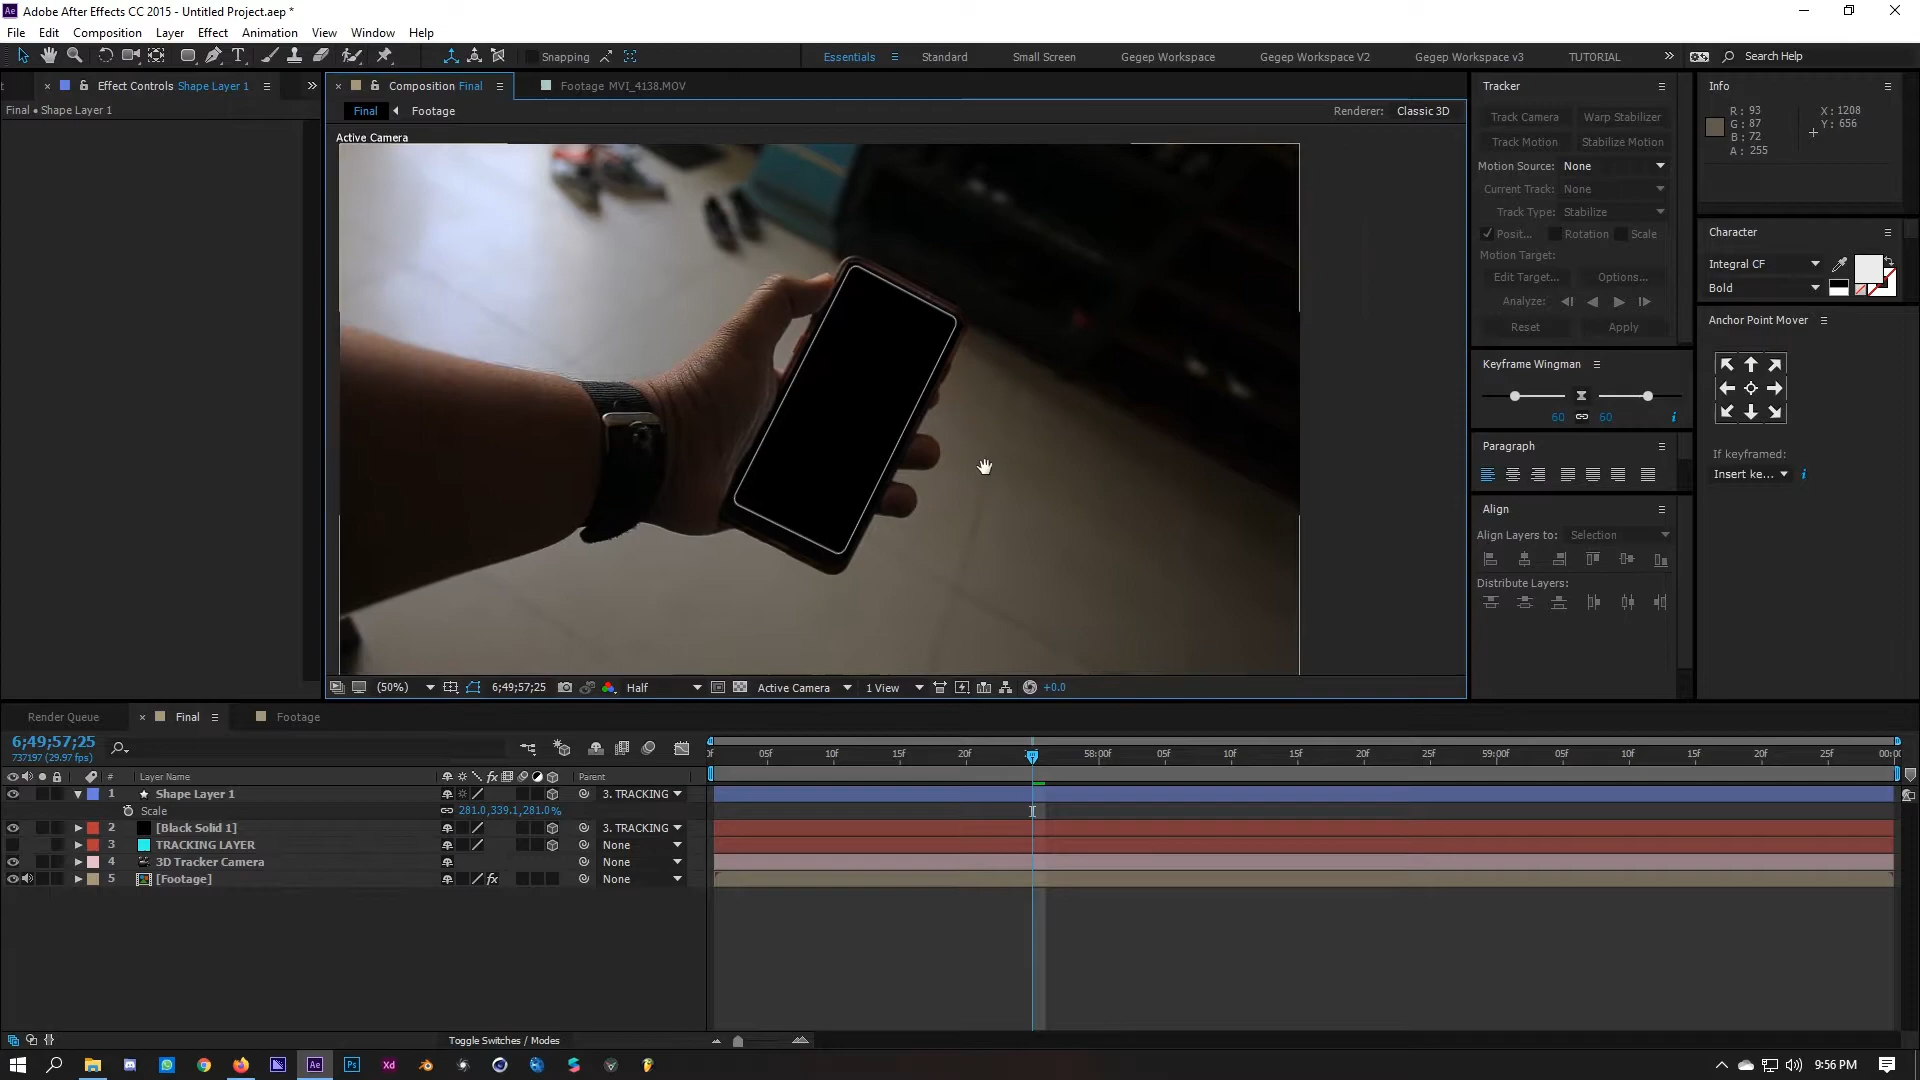 Adobe After Effects CC 2015 - Untitled Project.aep *
File Edit Composition Layer Effect Animation View Window Help
Snapping
Essentials Standard Small Screen Gegep Workspace Gegep Workspace V2 Gegep Workspace v3 TUTORIAL Search Help
Effect Controls Shape Layer 1
Composition Final
Footage MVI_4138.MOV
Final • Shape Layer 1
Final Footage
Renderer: Classic 3D
Active Camera
Tracker
Track Camera Warp Stabilizer
Track Motion Stabilize Motion
Motion Source: None
Current Track: None
Track Type: Stabilize
Posit... Rotation Scale
Motion Target:
Edit Target... Options...
Analyze:
Reset Apply
Keyframe Wingman
60 60
Paragraph
Align
Align Layers to: Selection
Distribute Layers:
Info
R: 93 X: 1208
G: 87 Y: 656
B: 72
A: 255
Character
Integral CF
Bold
Anchor Point Mover
If keyframed:
Insert ke...
(50%) 6;49;57;25 Half Active Camera 1 View +0.0
Render Queue Final Footage
6;49;57;25
737197 (29.97 fps)
05f 10f 15f 20f 58:00f 05f 10f 15f 20f 25f 59:00f 05f 10f 15f 20f 25f
# Layer Name Parent
1 Shape Layer 1 3. TRACKING
Scale 281.0,339.1,281.0%
2 [Black Solid 1] 3. TRACKING
3 TRACKING LAYER None
4 3D Tracker Camera None
5 [Footage] None
Toggle Switches / Modes
Ae Ps Xd 9:56 PM